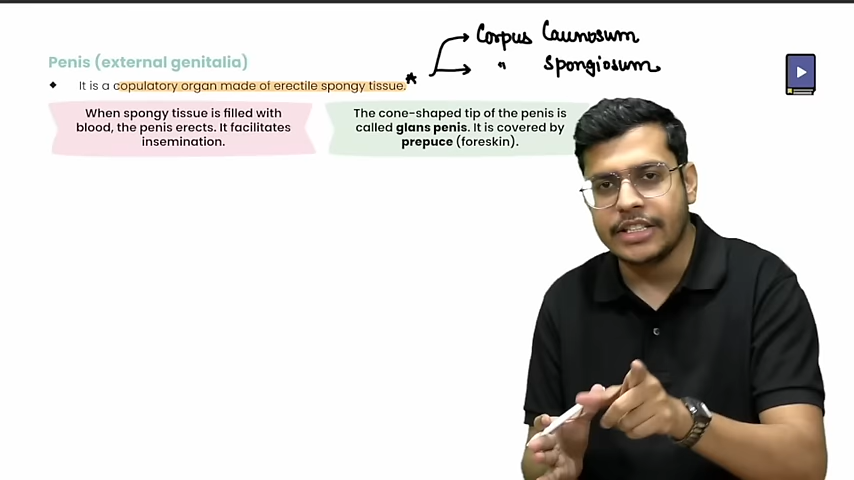 Corpus Caunosum
" Spongiosum
Penis (external genitalia)
◆ It is a copulatory organ made of erectile spongy tissue.*
When spongy tissue is filled with
blood, the penis erects. It facilitates
insemination.
The cone-shaped tip of the penis is
called glans penis. It is covered by
prepuce (foreskin).